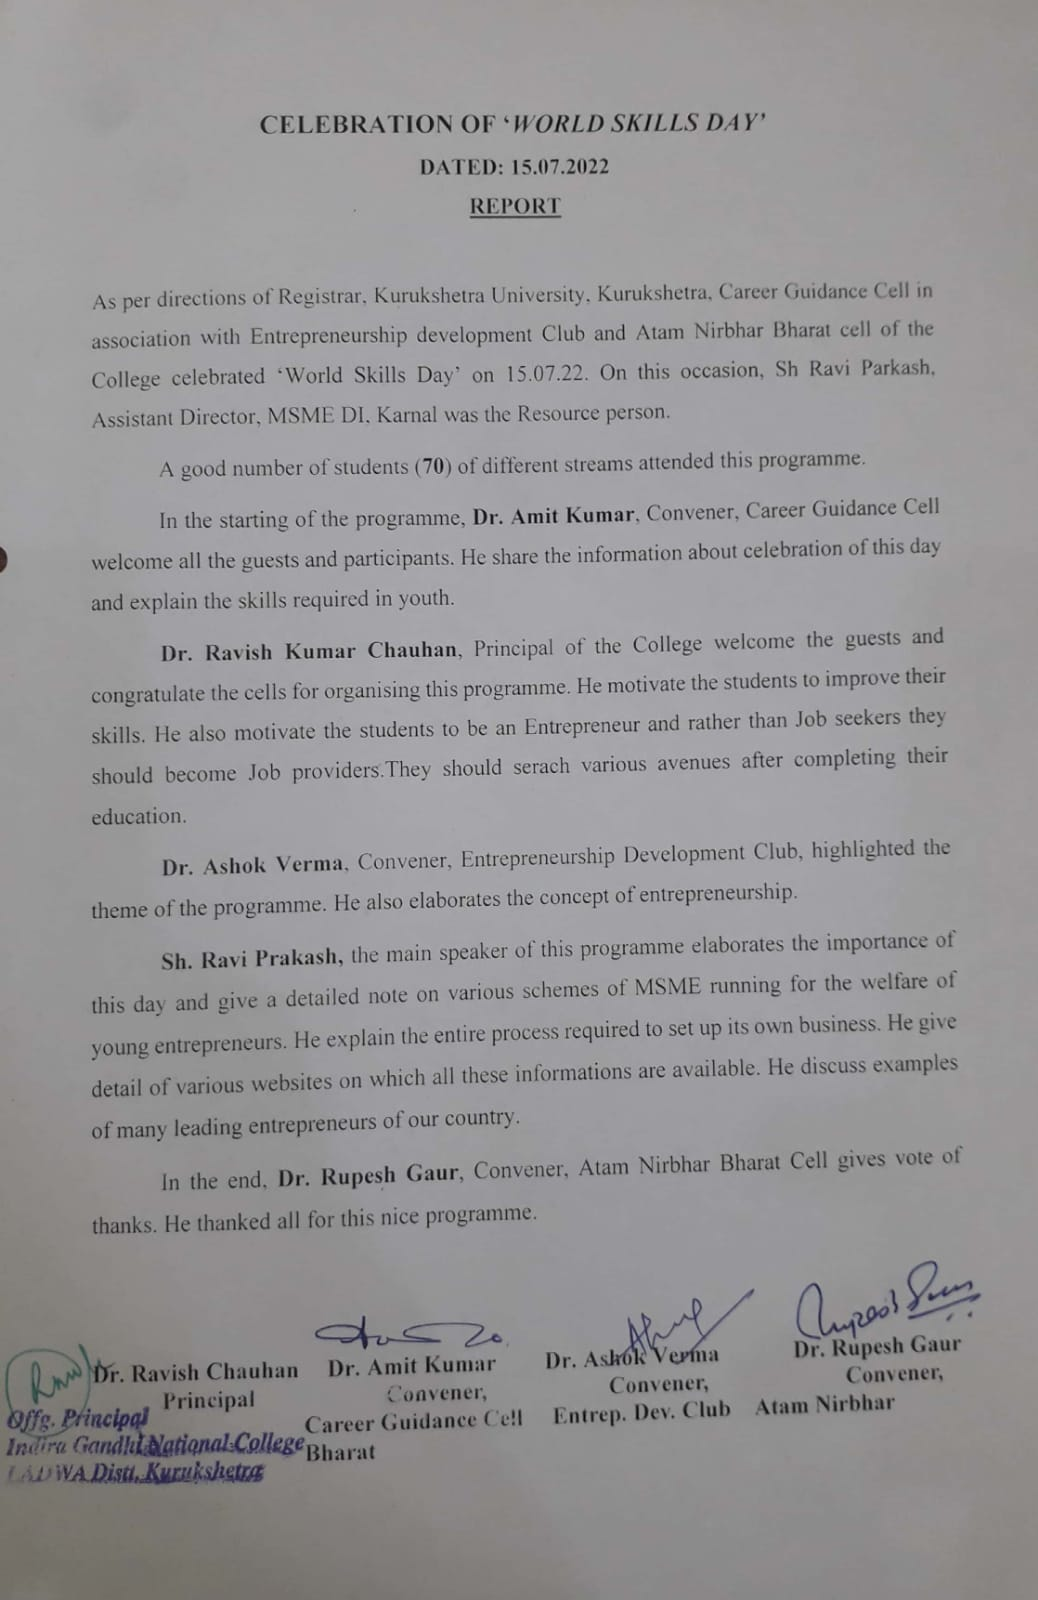 CELEBRATION OF ‘WORLD SKILLS DAY’
DATED: 15.07.2022
REPORT
As per directions of Registrar, Kurukshetra University, Kurukshetra, Career Guidance Cell in
association with Entrepreneurship development Club and Atam Nirbhar Bharat cell of the
College celebrated ‘World Skills Day’ on 15.07.22. On this occasion, Sh Ravi Parkash,
Assistant Director, MSME DI, Karnal was the Resource person.
A good number of students (70) of different streams attended this programme.
In the starting of the programme, Dr. Amit Kumar, Convener, Career Guidance Cell
welcome all the guests and participants. He share the information about celebration of this day
and explain the skills required in youth.
Dr. Ravish Kumar Chauhan, Principal of the College welcome the guests and
congratulate the cells for organising this programme. He motivate the students to improve their
skills. He also motivate the students to be an Entrepreneur and rather than Job seekers they
should become Job providers.They should serach various avenues after completing their
education.
Dr. Ashok Verma, Convener, Entrepreneurship Development Club, highlighted the
theme of the programme. He also elaborates the concept of entrepreneurship.
Sh. Ravi Prakash, the main speaker of this programme elaborates the importance of
this day and give a detailed note on various schemes of MSME running for the welfare of
young entrepreneurs. He explain the entire process required to set up its own business. He give
detail of various websites on which all these informations are available. He discuss examples
of many leading entrepreneurs of our country.
In the end, Dr. Rupesh Gaur, Convener, Atam Nirbhar Bharat Cell gives vote of
thanks. He thanked all for this nice programme.
Dr. Ravish Chauhan Dr. Amit Kumar Dr. Ashok Verma Dr. Rupesh Gaur
Principal Convener, Convener, Convener,
Career Guidance Cell Entrep. Dev. Club Atam Nirbhar
Bharat
Offg. Principal
Indira Gandhi National College
LADWA Distt. Kurukshetra